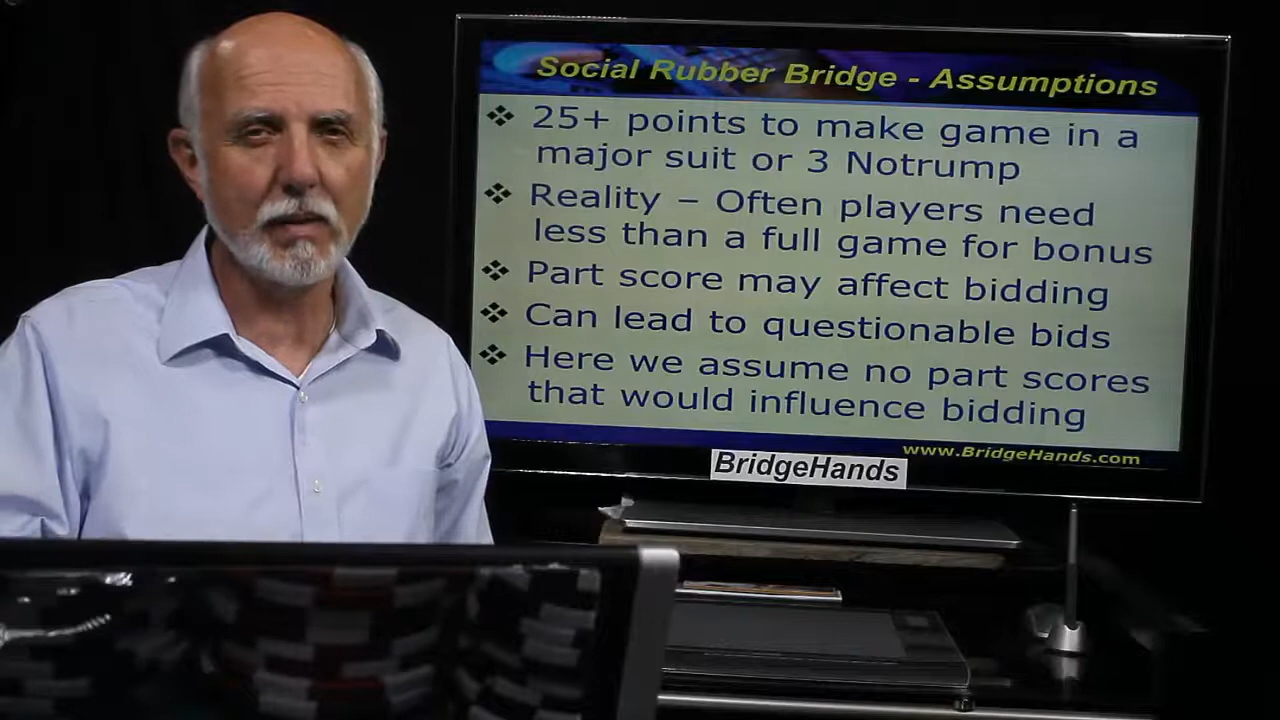 Social Rubber Bridge - Assumptions
25+ points to make game in a
major suit or 3 Notrump
Reality – Often players need
less than a full game for bonus
Part score may affect bidding
Can lead to questionable bids
Here we assume no part scores
that would influence bidding
www.BridgeHands.com
BridgeHands